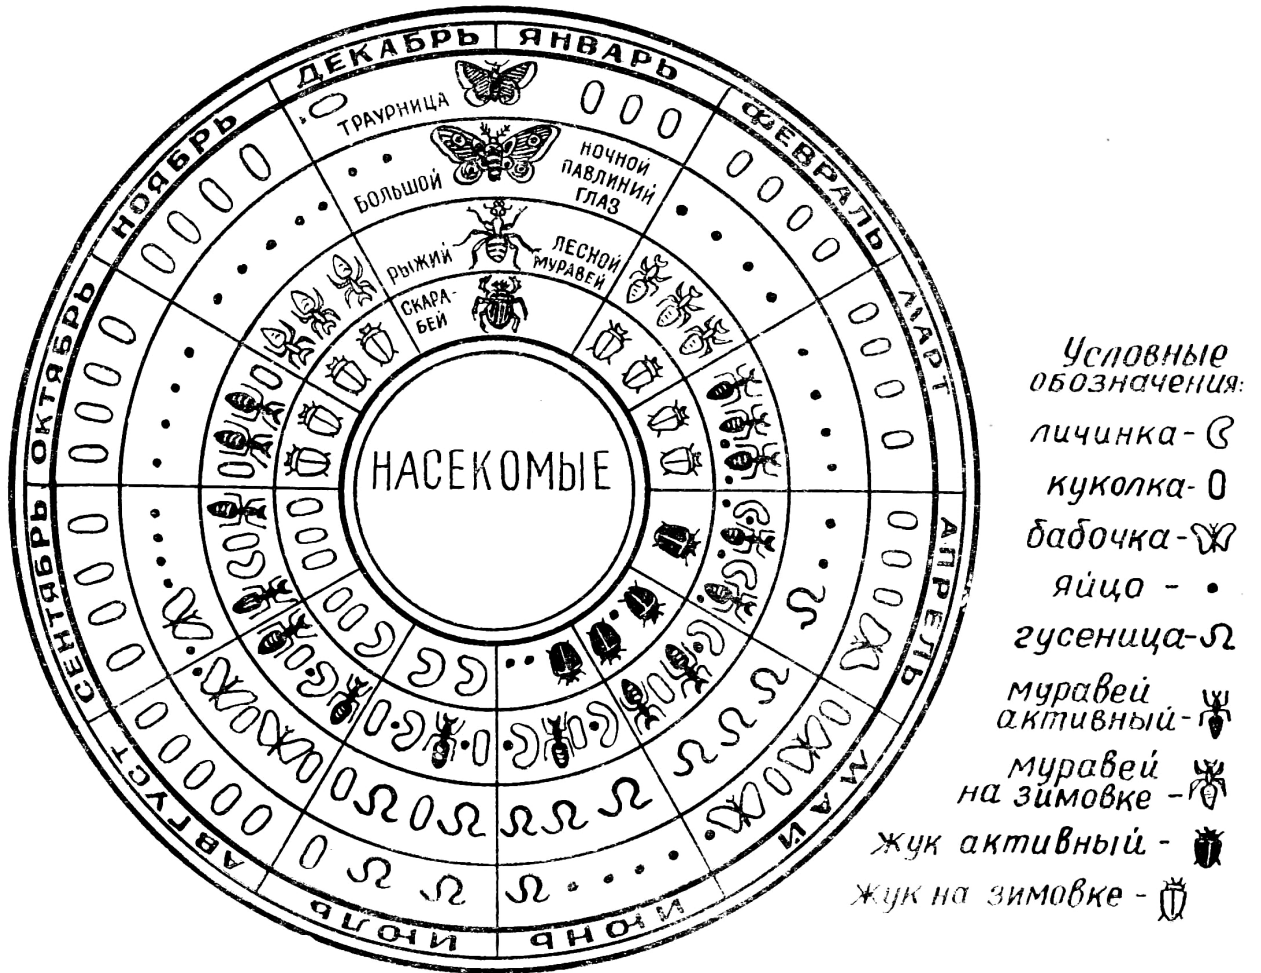 ДЕКАБРЬ
ЯНВАРЬ
ФЕВРАЛЬ
МАРТ
АПРЕЛЬ
МАЙ
ИЮНЬ
ИЮЛЬ
АВГУСТ
СЕНТЯБРЬ
ОКТЯБРЬ
НОЯБРЬ
ТРАУРНИЦА
БОЛЬШОЙ
НОЧНОЙ
ПАВЛИНИЙ
ГЛАЗ
РЫЖИЙ
ЛЕСНОЙ
МУРАВЕЙ
СКАРА-
БЕЙ
НАСЕКОМЫЕ
Условные
обозначения:
личинка-
куколка-
бабочка-
яйцо -
гусеница-
муравей
активный-
муравей
на зимовке -
жук активный -
жук на зимовке -